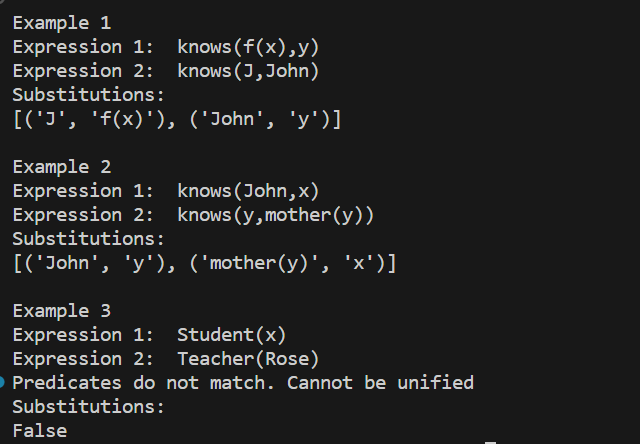 Example 1
Expression 1:  knows(f(x),y)
Expression 2:  knows(J,John)
Substitutions:
[('J', 'f(x)'), ('John', 'y')]
Example 2
Expression 1:  knows(John,x)
Expression 2:  knows(y,mother(y))
Substitutions:
[('John', 'y'), ('mother(y)', 'x')]
Example 3
Expression 1:  Student(x)
Expression 2:  Teacher(Rose)
Predicates do not match. Cannot be unified
Substitutions:
False